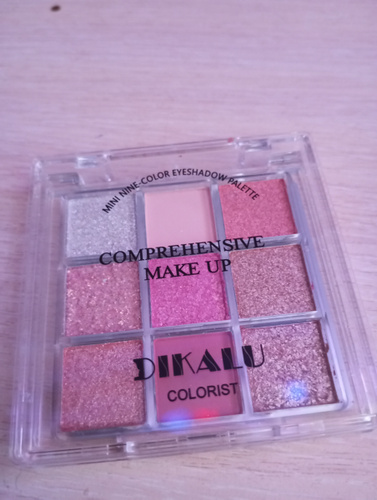 MINI NINE-COLOR EYESHADOW PALETTE
COMPREHENSIVE
MAKE UP
DIKALU
COLORIST